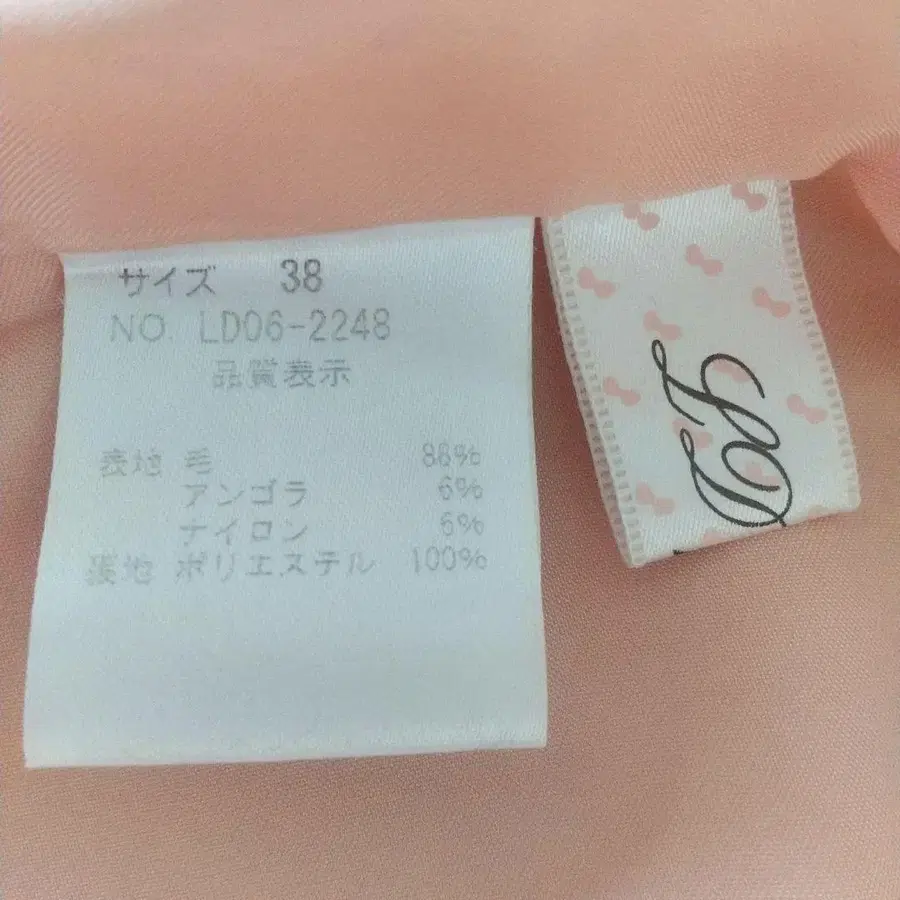 サイズ 38
NO. LD06-2248
品質表示
表地 毛 88%
アンゴラ 6%
ナイロン 6%
裏地 ポリエステル 100%
LD